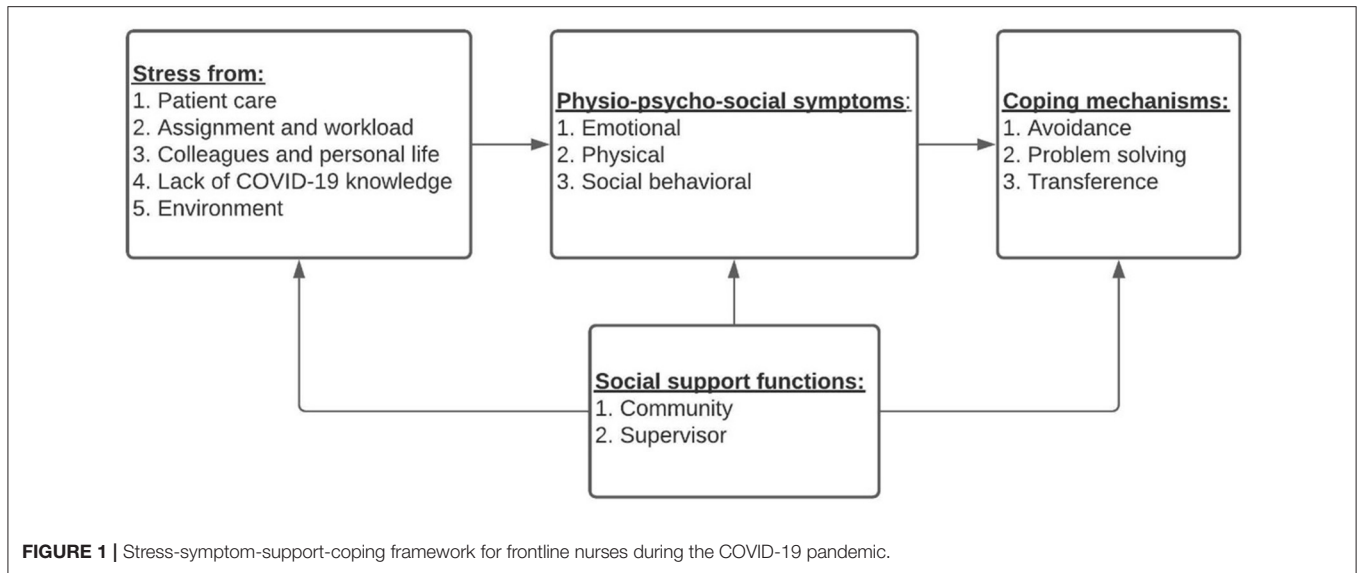 Stress from:
1. Patient care
2. Assignment and workload
3. Colleagues and personal life
4. Lack of COVID-19 knowledge
5. Environment
Physio-psycho-social symptoms:
1. Emotional
2. Physical
3. Social behavioral
Coping mechanisms:
1. Avoidance
2. Problem solving
3. Transference
Social support functions:
1. Community
2. Supervisor
FIGURE 1 | Stress-symptom-support-coping framework for frontline nurses during the COVID-19 pandemic.